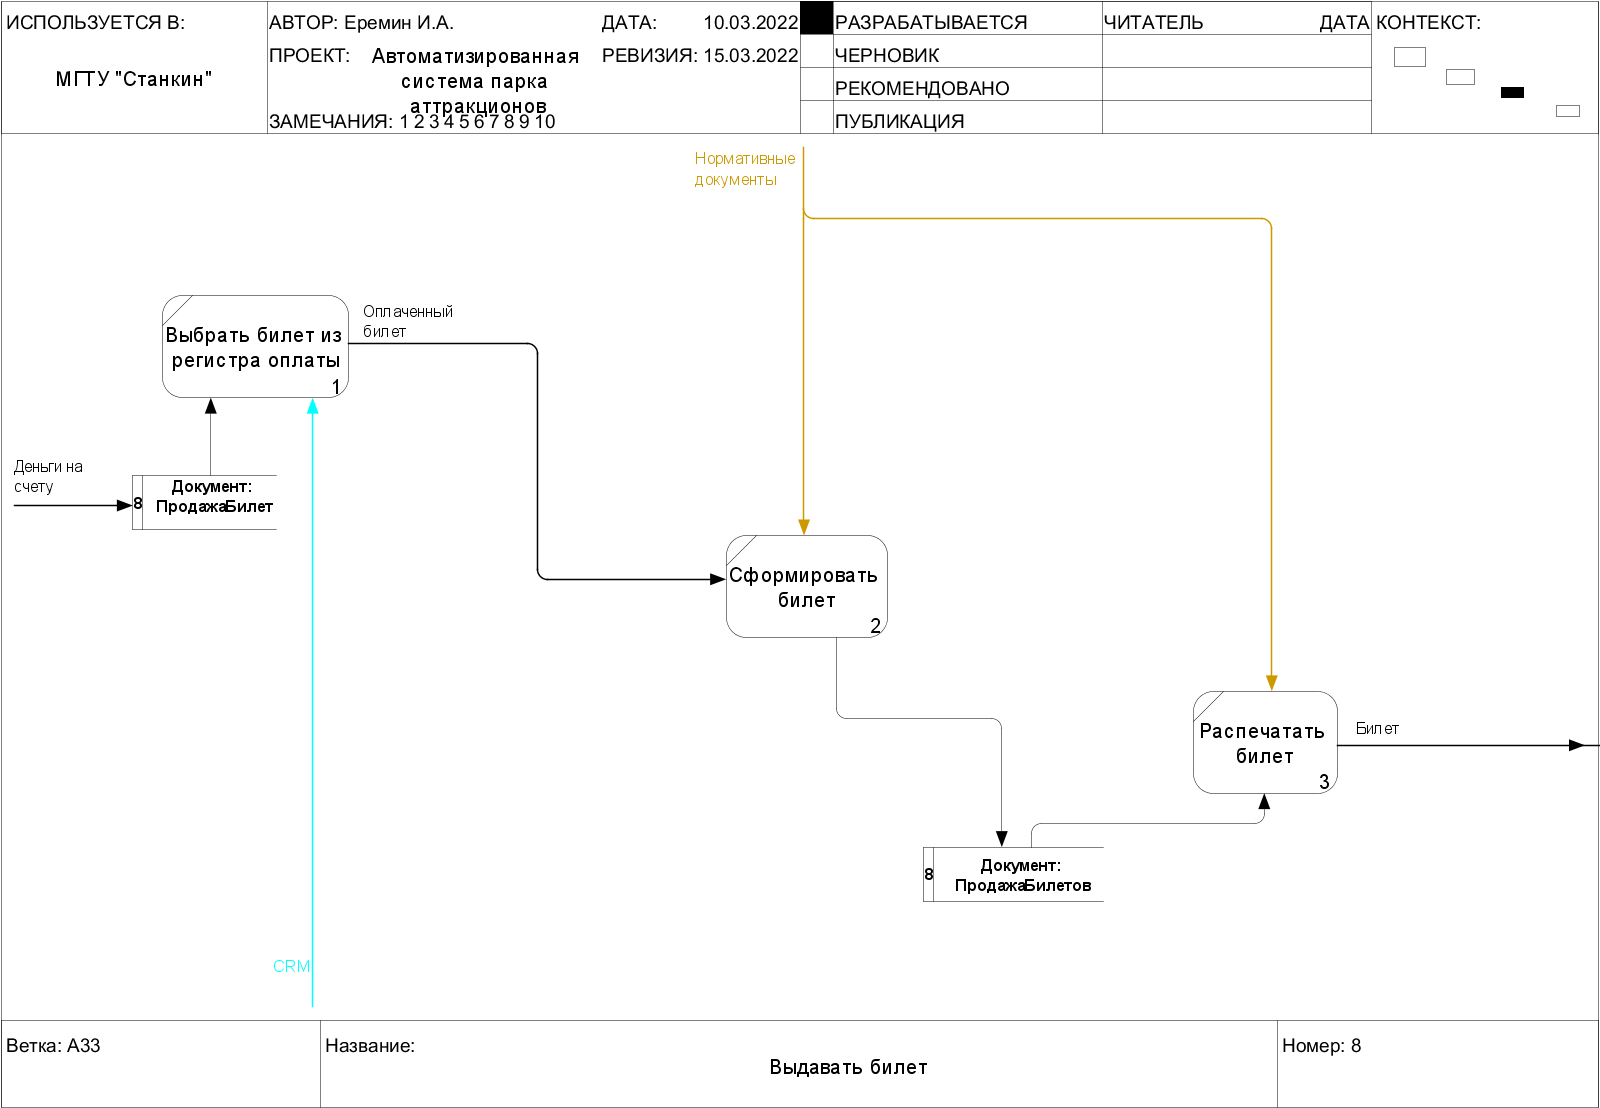 ИСПОЛЬЗУЕТСЯ В:
МГТУ "Станкин"
АВТОР: Еремин И.А.
ДАТА: 10.03.2022
ПРОЕКТ: Автоматизированная
система парка
аттракционов
РЕВИЗИЯ: 15.03.2022
ЗАМЕЧАНИЯ: 1 2 3 4 5 6 7 8 9 10
РАЗРАБАТЫВАЕТСЯ
ЧЕРНОВИК
РЕКОМЕНДОВАНО
ПУБЛИКАЦИЯ
ЧИТАТЕЛЬ
ДАТА
КОНТЕКСТ:
Нормативные
документы
Выбрать билет из
регистра оплаты
1
Оплаченный
билет
Деньги на
счету
8
Документ:
ПродажаБилет
Сформировать
билет
2
Распечатать
билет
3
Билет
8
Документ:
ПродажаБилетов
CRM
Ветка: A33
Название:
Выдавать билет
Номер: 8